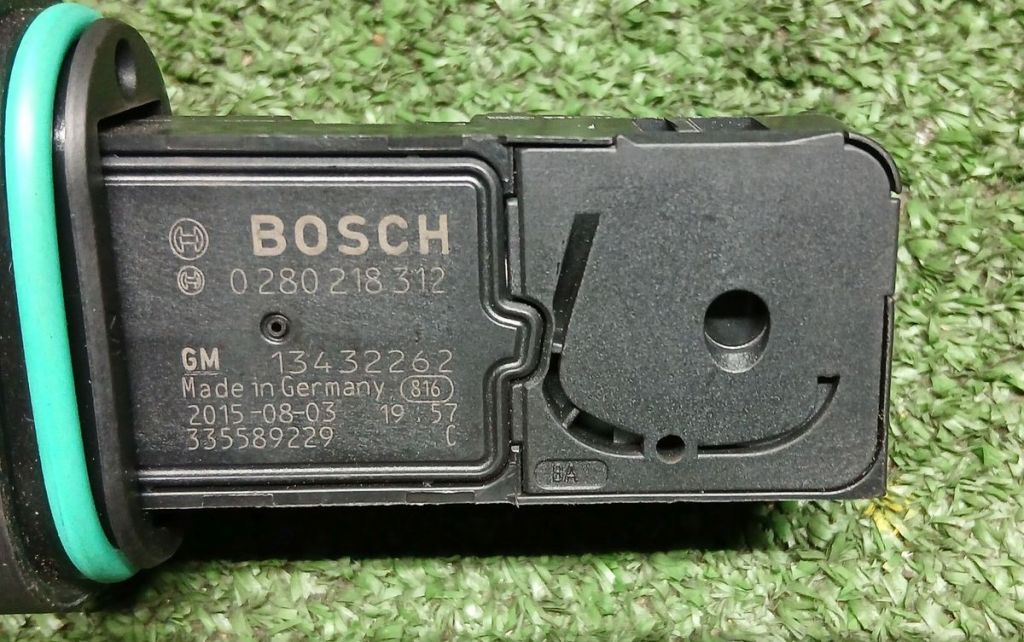 BOSCH
0 280 218 312
GM 13432262
Made in Germany 816
2015-08-03 19:57
335589229 C
8A